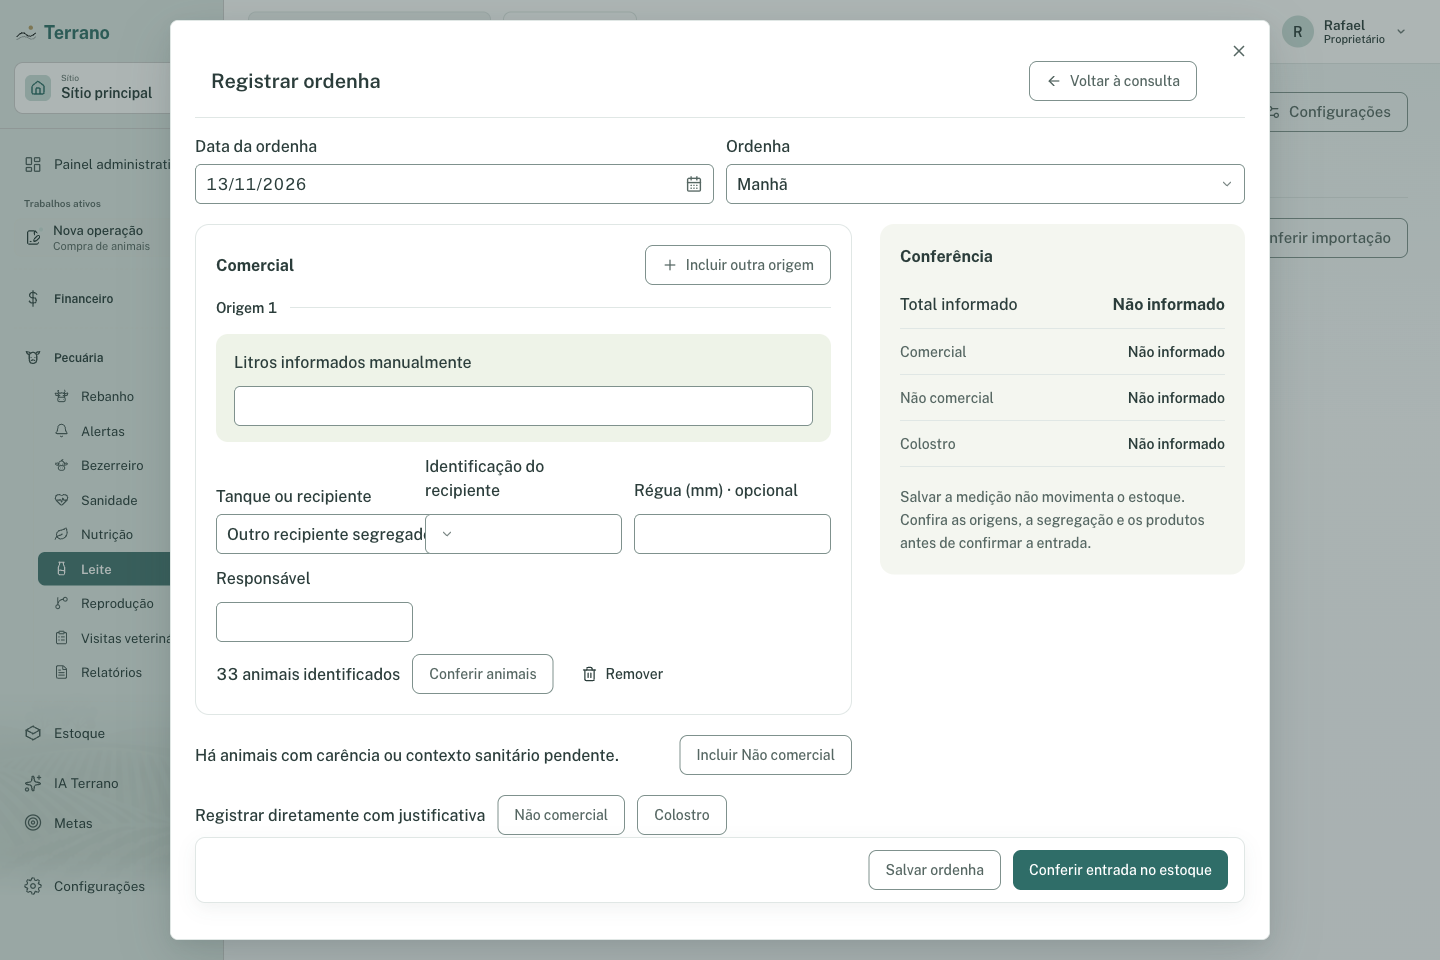 Terrano
Sítio
Sítio principal
Painel administrati
Trabalhos ativos
Nova operação
Compra de animais
Financeiro
Pecuária
Rebanho
Alertas
Bezerreiro
Sanidade
Nutrição
Leite
Reprodução
Visitas veterina
Relatórios
Estoque
IA Terrano
Metas
Configurações
R
Rafael
Proprietário
Configurações
nferir importação
Registrar ordenha
Voltar à consulta
Data da ordenha
Ordenha
13/11/2026
Manhã
Comercial
Incluir outra origem
Origem 1
Litros informados manualmente
Tanque ou recipiente
Identificação do
recipiente
Régua (mm) · opcional
Outro recipiente segregado
Responsável
33 animais identificados
Conferir animais
Remover
Há animais com carência ou contexto sanitário pendente.
Incluir Não comercial
Registrar diretamente com justificativa
Não comercial
Colostro
Conferência
Total informado
Não informado
Comercial
Não informado
Não comercial
Não informado
Colostro
Não informado
Salvar a medição não movimenta o estoque.
Confira as origens, a segregação e os produtos
antes de confirmar a entrada.
Salvar ordenha
Conferir entrada no estoque